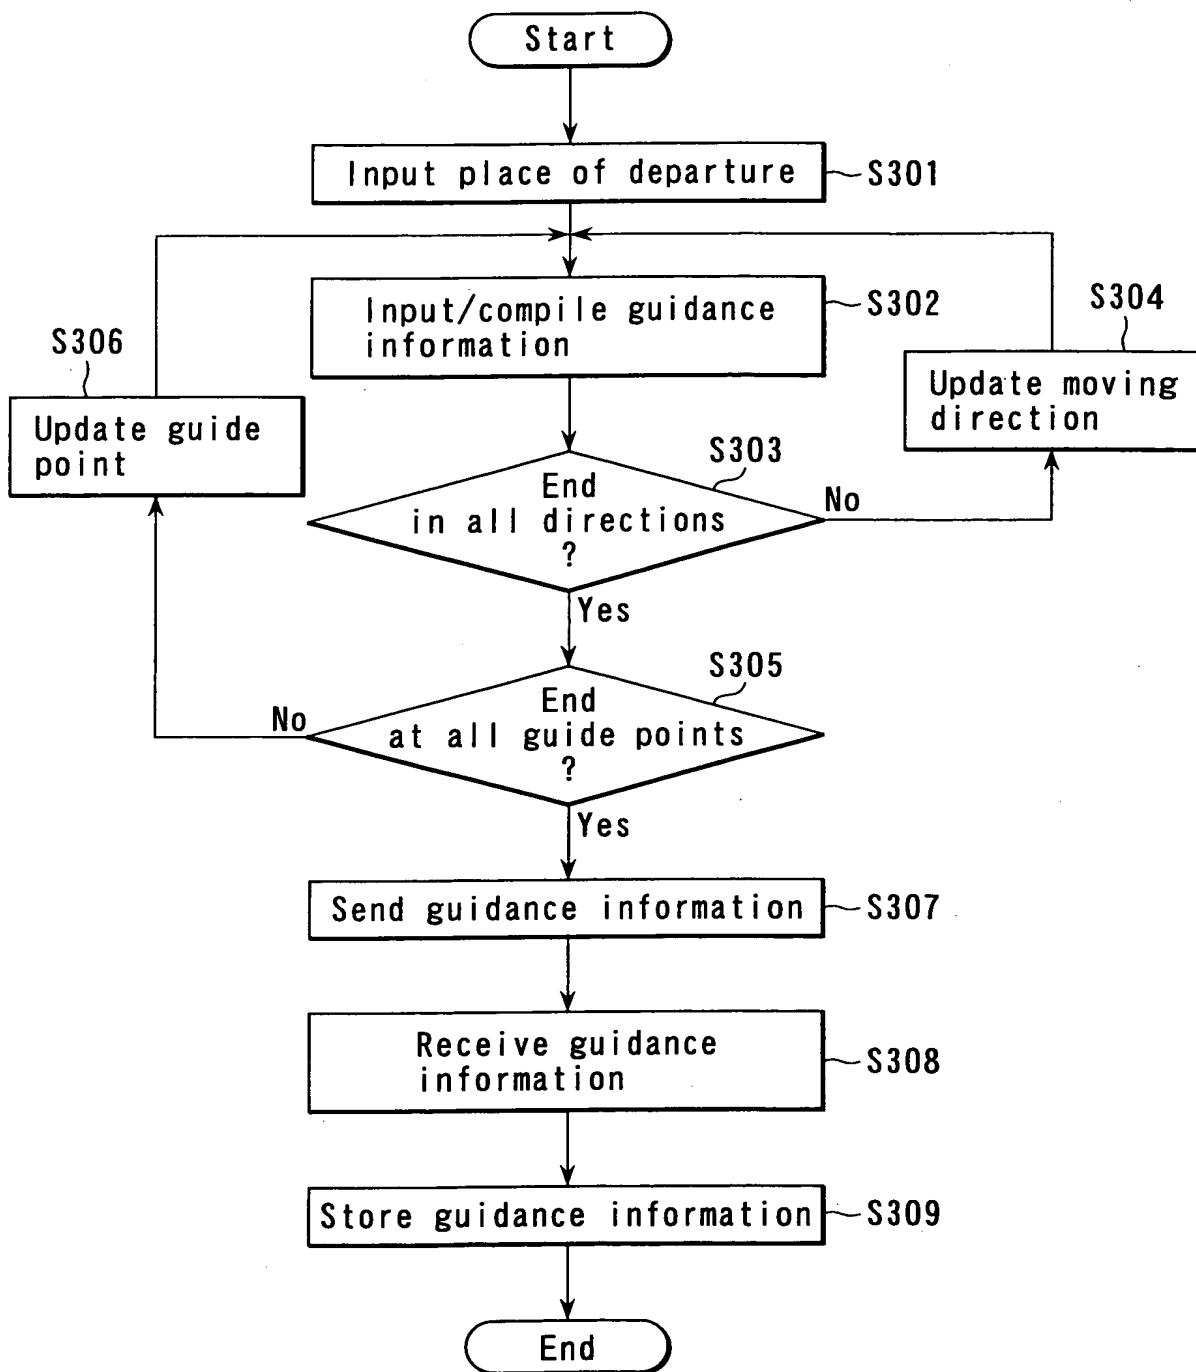 Start
Input place of departure
S301
Input/compile guidance
information
S302
S304
Update moving
direction
S306
Update guide
point
S303
End
in all directions
?
No
Yes
S305
End
at all guide points
?
No
Yes
Send guidance information
S307
Receive guidance
information
S308
Store guidance information
S309
End